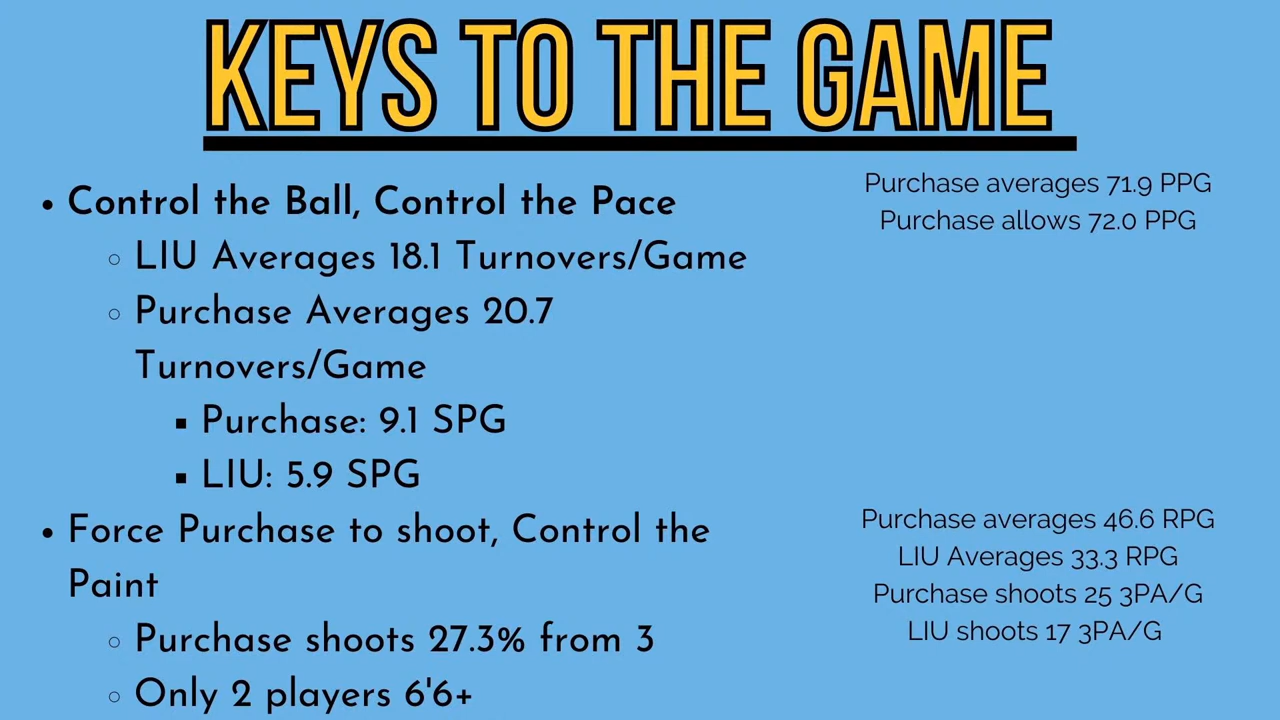 KEYS TO THE GAME
• Control the Ball, Control the Pace
◦ LIU Averages 18.1 Turnovers/Game
◦ Purchase Averages 20.7
Turnovers/Game
▪ Purchase: 9.1 SPG
▪ LIU: 5.9 SPG
• Force Purchase to shoot, Control the
Paint
◦ Purchase shoots 27.3% from 3
◦ Only 2 players 6'6+
Purchase averages 71.9 PPG
Purchase allows 72.0 PPG
Purchase averages 46.6 RPG
LIU Averages 33.3 RPG
Purchase shoots 25 3PA/G
LIU shoots 17 3PA/G